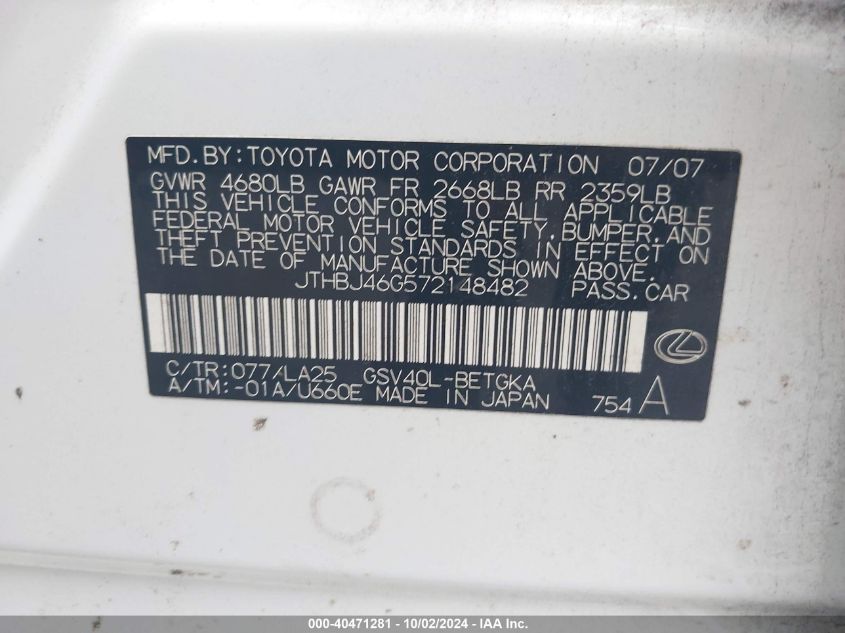 MFD.BY:TOYOTA MOTOR CORPORATION 07/07
GVWR 4680LB GAWR FR 2668LB RR 2359LB
THIS VEHICLE CONFORMS TO ALL APPLICABLE
FEDERAL MOTOR VEHICLE SAFETY,BUMPER,AND
THEFT PREVENTION STANDARDS IN EFFECT ON
THE DATE OF MANUFACTURE SHOWN ABOVE.
JTHBJ46G572148482 PASS.CAR
C/TR:077/LA25 GSV40L-BETGKA
A/TM:-01A/U660E MADE IN JAPAN 754 A
000-40471281 - 10/02/2024 - IAA Inc.